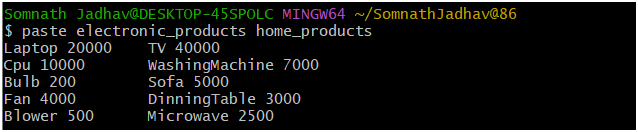 Somnath Jadhav@DESKTOP-45SPOLC MINGW64 ~/SomnathJadhav@86
$ paste electronic_products home_products
Laptop 20000    TV 40000
Cpu 10000       WashingMachine 7000
Bulb 200        Sofa 5000
Fan 4000        DinningTable 3000
Blower 500      Microwave 2500